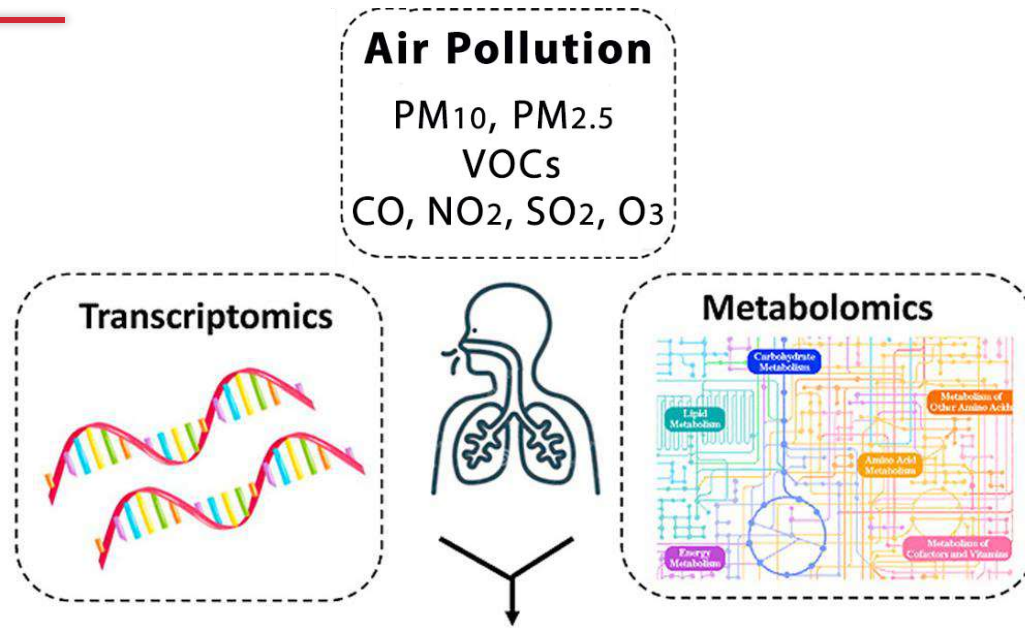 Air Pollution
PM10, PM2.5
VOCs
CO, NO2, SO2, O3
Transcriptomics
Metabolomics
Carbohydrate
Metabolism
Metabolism of
Other Amino Acids
Lipid
Metabolism
Amino Acid
Metabolism
Metabolism of
Cofactors and Vitamins
Energy
Metabolism